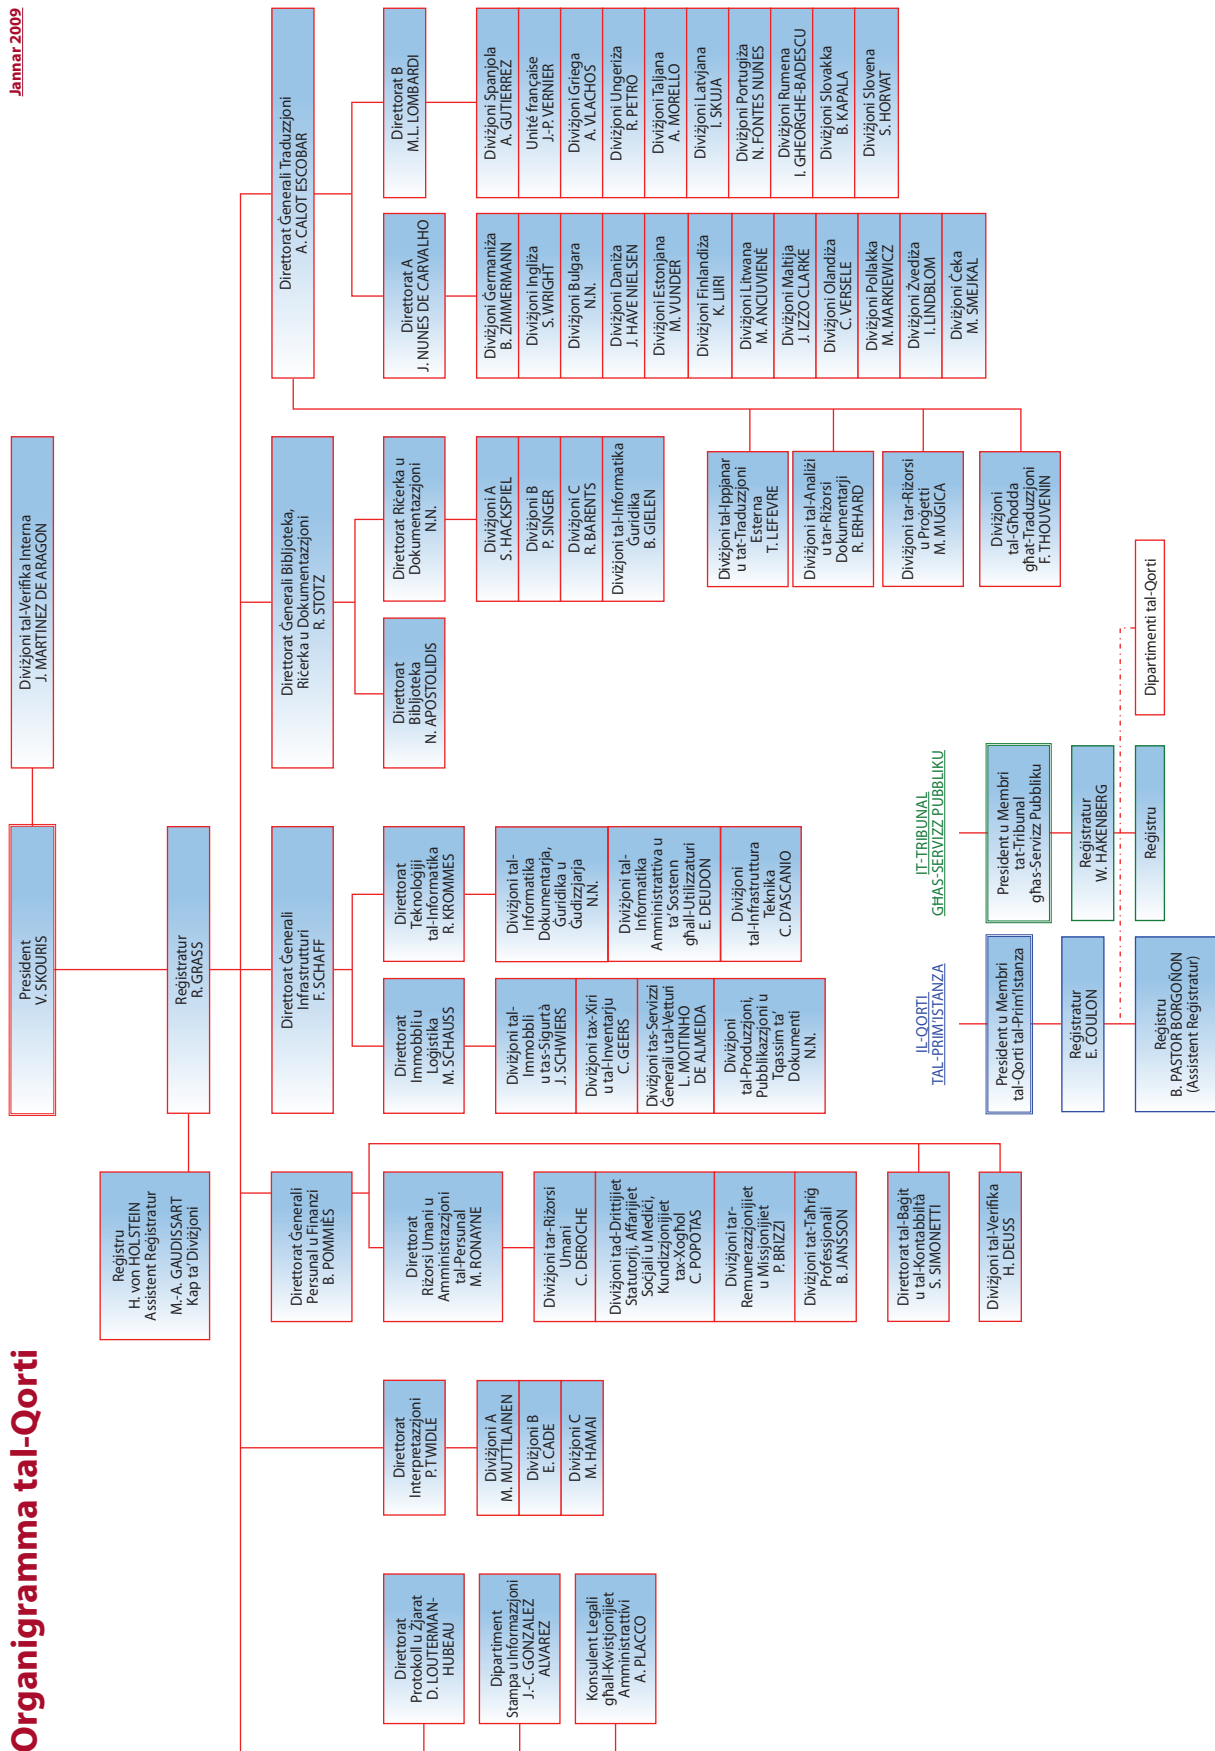 Organigramma tal-Qorti
Jannar 2009
President
V. SKOURIS
Diviżjoni tal-Verifika Interna
J. MARTINEZ DE ARAGON
Reġistru
H. von HOLSTEIN
Assistent Reġistratur
M.-A. GAUDISSART
Kap ta' Diviżjoni
Reġistratur
R. GRASS
Direttorat
Protokoll u Żjarat
D. LOUTERMAN-
HUBEAU
Dipartiment
Stampa u Informazzjoni
J.-C. GONZALEZ
ALVAREZ
Konsulent Legali
għall-Kwistjonijiet
Amministrattivi
A. PLACCO
Direttorat
Interpretazzjoni
P. TWIDLE
Diviżjoni A
M. MUTTILAINEN
Diviżjoni B
E. CADE
Diviżjoni C
M. HAMAI
Direttorat Ġenerali
Persunal u Finanzi
B. POMMIÈS
Direttorat
Riżorsi Umani u
Amministrazzjoni
tal-Persunal
M. RONAYNE
Diviżjoni tar-Riżorsi
Umani
C. DEROCHE
Diviżjoni tad-Drittijiet
Statutorji, Affarijiet
Soċjali u Mediċi,
Kundizzjonijiet
tax-Xogħol
C. POPOTAS
Diviżjoni tar-
Remunerazzjonijiet
u Missjonijiet
P. BRIZZI
Diviżjoni tat-Taħriġ
Professjonali
B. JANSSON
Direttorat tal-Baġit
u tal-Kontabbiltà
S. SIMONETTI
Diviżjoni tal-Verifika
H. DEUSS
Direttorat Ġenerali
Infrastrutturi
F. SCHAFF
Direttorat
Immobbli u
Loġistika
M. SCHAUSS
Diviżjoni tal-
Immobbli
u tas-Sigurtà
J. SCHWIERS
Diviżjoni tax-Xiri
u tal-Inventarju
C. GEERS
Diviżjoni tas-Servizzi
Ġenerali u tal-Vetturi
L. MOITINHO
DE ALMEIDA
Diviżjoni
tal-Produzzjoni,
Pubblikazzjoni u
Tqassim ta'
Dokumenti
N.N.
Direttorat
Teknoloġiji
tal-Informatika
R. KROMMES
Diviżjoni tal-
Informatika
Dokumentarja,
Ġuridika u
Ġudizzjarja
N.N.
Diviżjoni tal-
Informatika
Amministrattiva u
ta' Sostenn
għall-Utilizzaturi
E. DEUDON
Diviżjoni
tal-Infrastruttura
Teknika
C. D'ASCANIO
Direttorat Ġenerali Bibljoteka,
Riċerka u Dokumentazzjoni
R. STOTZ
Direttorat
Bibljoteka
N. APOSTOLIDIS
Direttorat Riċerka u
Dokumentazzjoni
N.N.
Diviżjoni A
S. HACKSPIEL
Diviżjoni B
P. SINGER
Diviżjoni C
R. BARENTS
Diviżjoni tal-Informatika
Ġuridika
B. GIELEN
Direttorat Ġenerali Traduzzjoni
A. CALOT ESCOBAR
Direttorat A
J. NUNES DE CARVALHO
Diviżjoni Ġermaniża
B. ZIMMERMANN
Diviżjoni Ingliża
S. WRIGHT
Diviżjoni Bulgara
N.N.
Diviżjoni Daniża
J. HAVE NIELSEN
Diviżjoni Estonjana
M. VUNDER
Diviżjoni Finlandiża
K. LIIRI
Diviżjoni Litwana
M. ANCIUVIENĖ
Diviżjoni Maltija
J. IZZO CLARKE
Diviżjoni Olandiża
C. VERSELE
Diviżjoni Pollakka
M. MARKIEWICZ
Diviżjoni Żvediża
I. LINDBLOM
Diviżjoni Ċeka
M. SMEJKAL
Direttorat B
M.L. LOMBARDI
Diviżjoni Spanjola
A. GUTIERREZ
Unité française
J.-P. VERNIER
Diviżjoni Griega
A. VLACHOS
Diviżjoni Ungeriża
R. PETRO
Diviżjoni Taljana
A. MORELLO
Diviżjoni Latvjana
I. SKUJA
Diviżjoni Portugiża
N. FONTES NUNES
Diviżjoni Rumena
I. GHEORGHE-BADESCU
Diviżjoni Slovakka
B. KAPALA
Diviżjoni Slovena
S. HORVAT
Diviżjoni tal-Ippjanar
u tat-Traduzzjoni
Esterna
T. LEFEVRE
Diviżjoni tal-Analiżi
u tar-Riżorsi
Dokumentarji
R. ERHARD
Diviżjoni tar-Riżorsi
u Proġetti
M. MUGICA
Diviżjoni
tal-Għodda
għat-Traduzzjoni
F. THOUVENIN
IL-QORTI
TAL-PRIM'ISTANZA
President u Membri
tal-Qorti tal-Prim'Istanza
Reġistratur
E. COULON
Reġistru
B. PASTOR BORGOÑON
(Assistent Reġistratur)
IT-TRIBUNAL
GĦAS-SERVIZZ PUBBLIKU
President u Membri
tat-Tribunal
għas-Servizz Pubbliku
Reġistratur
W. HAKENBERG
Reġistru
Dipartimenti tal-Qorti